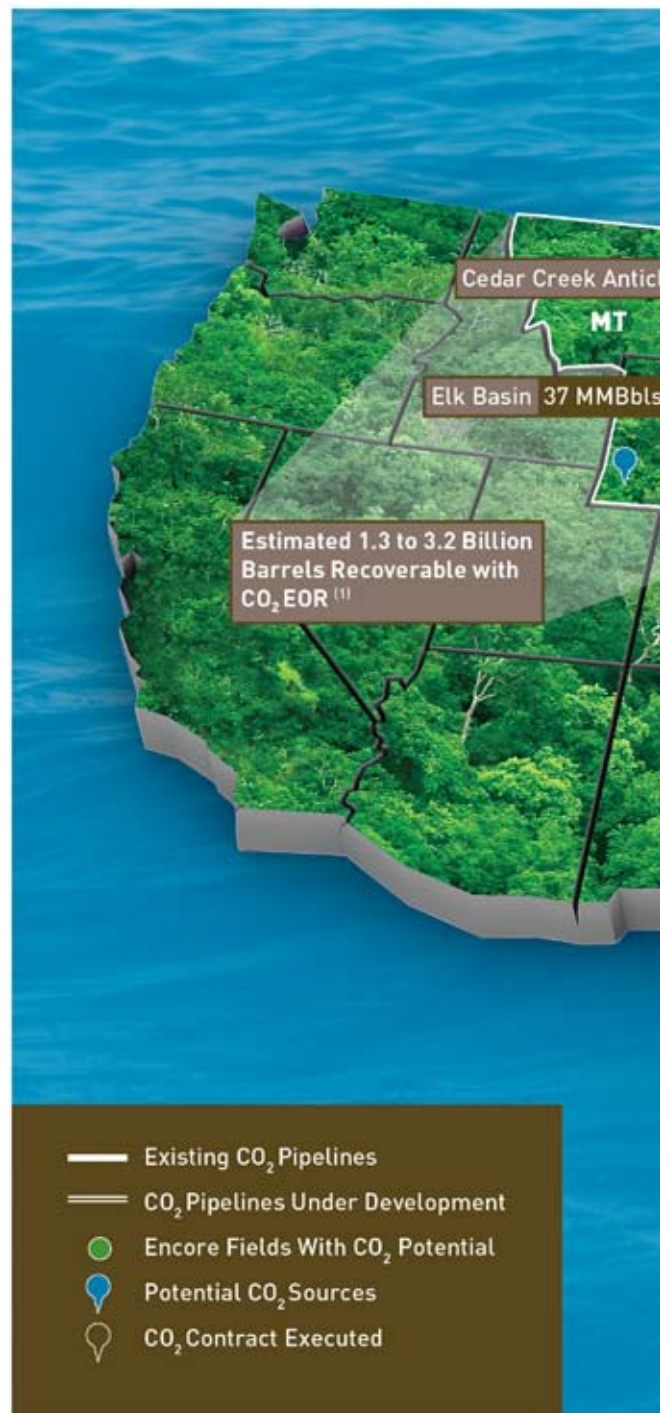 Cedar Creek Anticl
MT
Elk Basin 37 MMBbls
Estimated 1.3 to 3.2 Billion
Barrels Recoverable with
CO₂ EOR (1)
Existing CO₂ Pipelines
CO₂ Pipelines Under Development
Encore Fields With CO₂ Potential
Potential CO₂ Sources
CO₂ Contract Executed